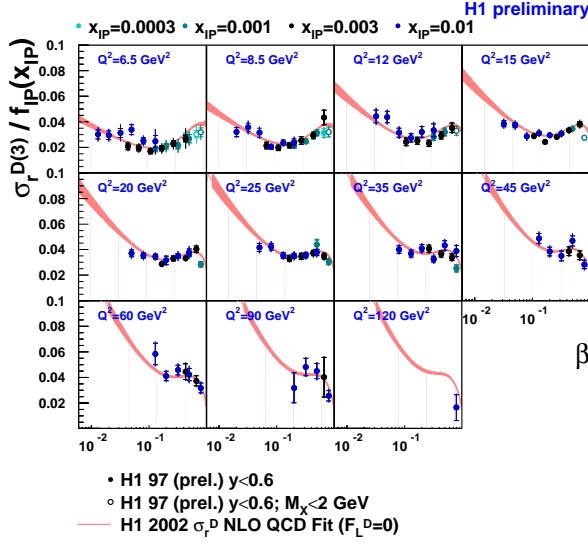 H1 preliminary
x_IP=0.0003 x_IP=0.001 x_IP=0.003 x_IP=0.01
σ_r^D(3) / f_IP(x_IP)
0.1
Q²=6.5 GeV² Q²=8.5 GeV² Q²=12 GeV² Q²=15 GeV²
0.08
0.06
0.04
0.02
0.1
Q²=20 GeV² Q²=25 GeV² Q²=35 GeV² Q²=45 GeV²
0.08
0.06
0.04
0.02
0.1
Q²=60 GeV² Q²=90 GeV² Q²=120 GeV²
10⁻² 10⁻¹
0.08
0.06
β
0.04
0.02
10⁻² 10⁻¹ 10⁻² 10⁻¹ 10⁻² 10⁻¹
H1 97 (prel.) y<0.6
H1 97 (prel.) y<0.6; M_X<2 GeV
H1 2002 σ_r^D NLO QCD Fit (F_L^D=0)